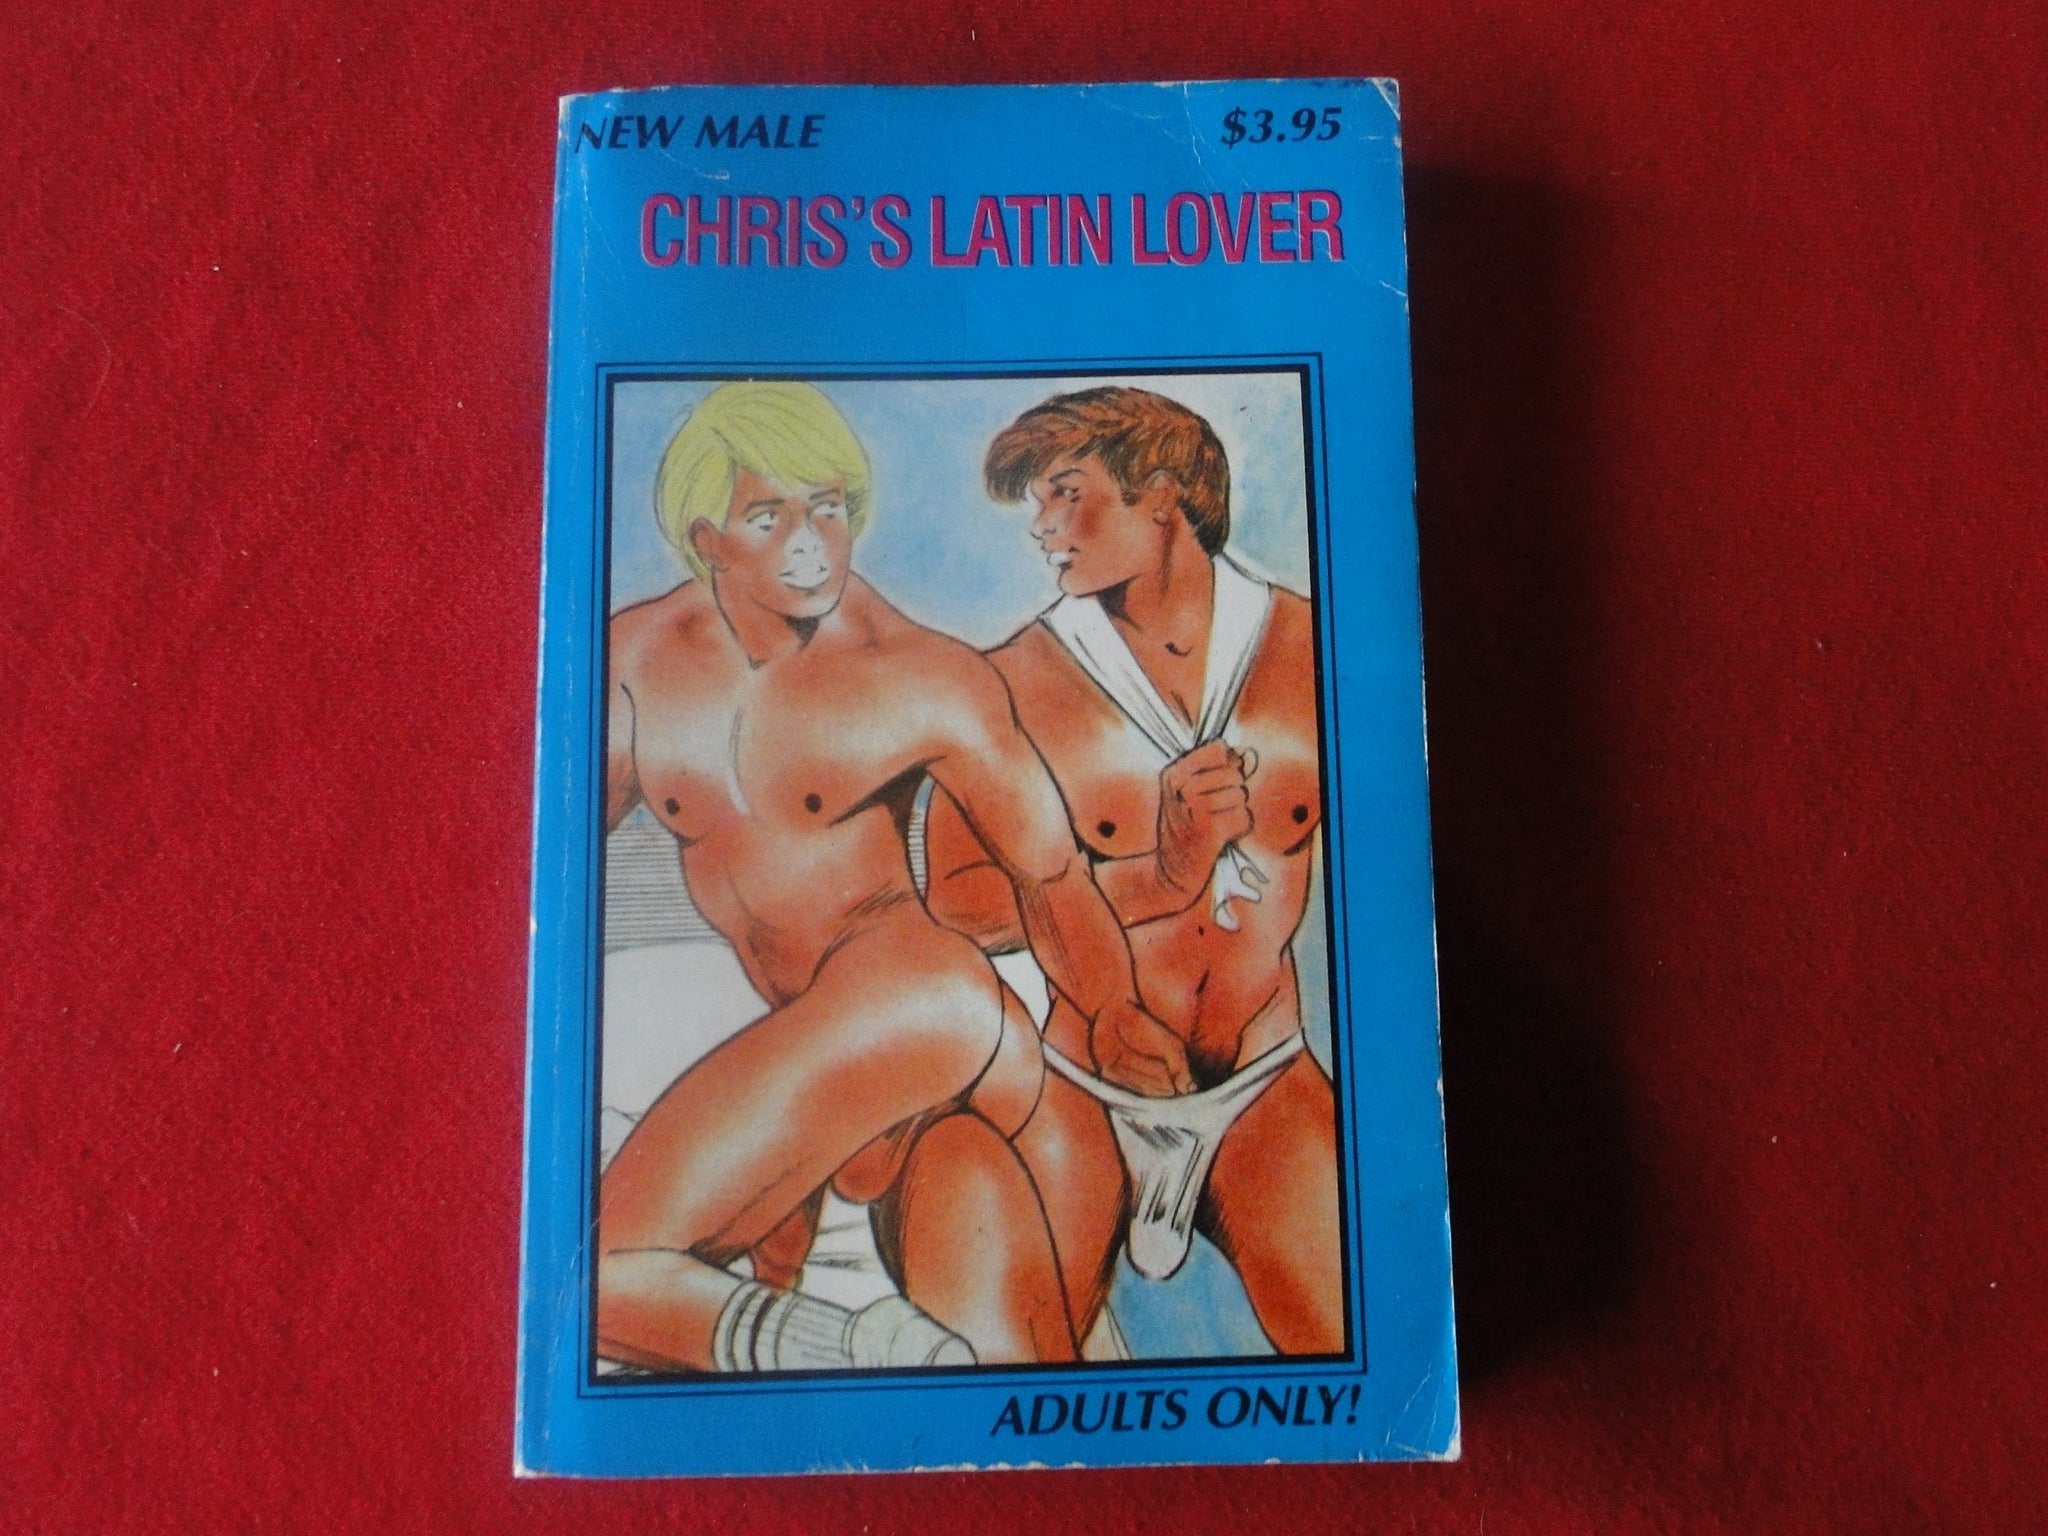 NEW MALE
$3.95
CHRIS'S LATIN LOVER
ADULTS ONLY!